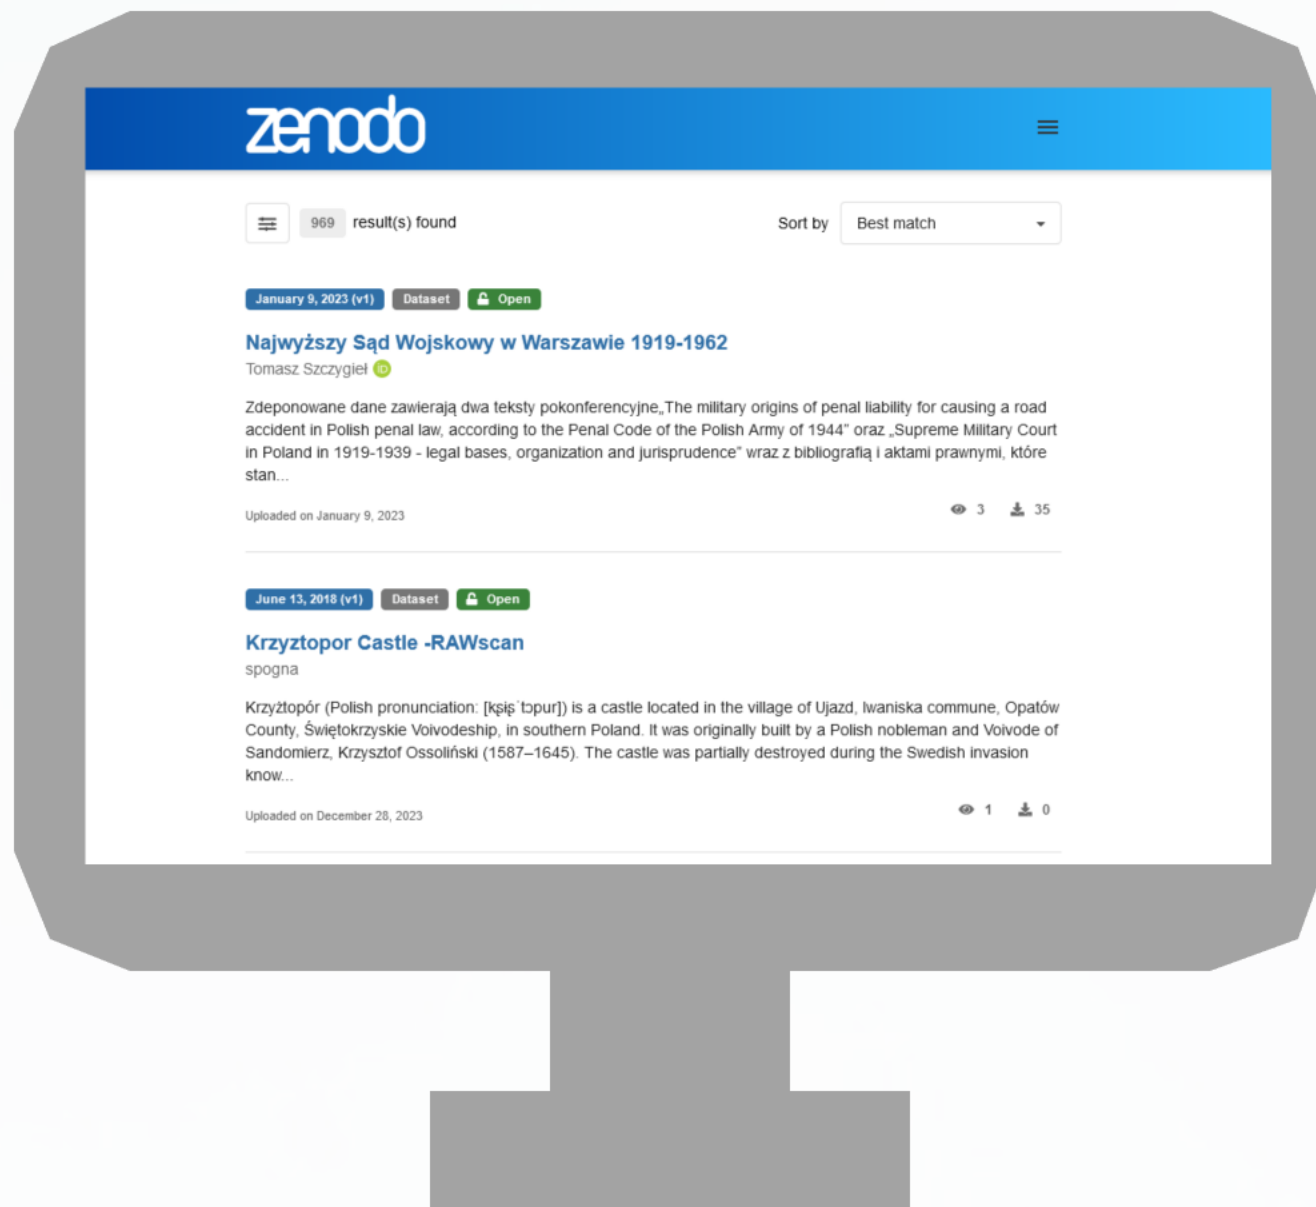 zenodo
969 result(s) found
Sort by Best match
January 9, 2023 (v1) Dataset Open
Najwyższy Sąd Wojskowy w Warszawie 1919-1962
Tomasz Szczygieł iD
Zdeponowane dane zawierają dwa teksty pokonferencyjne„The military origins of penal liability for causing a road
accident in Polish penal law, according to the Penal Code of the Polish Army of 1944” oraz „Supreme Military Court
in Poland in 1919-1939 - legal bases, organization and jurisprudence” wraz z bibliografią i aktami prawnymi, które
stan...
Uploaded on January 9, 2023
3 35
June 13, 2018 (v1) Dataset Open
Krzyztopor Castle -RAWscan
spogna
Krzyżtopór (Polish pronunciation: [kʂiʂˈtɔpur]) is a castle located in the village of Ujazd, Iwaniska commune, Opatów
County, Świętokrzyskie Voivodeship, in southern Poland. It was originally built by a Polish nobleman and Voivode of
Sandomierz, Krzysztof Ossoliński (1587–1645). The castle was partially destroyed during the Swedish invasion
know...
Uploaded on December 28, 2023
1 0